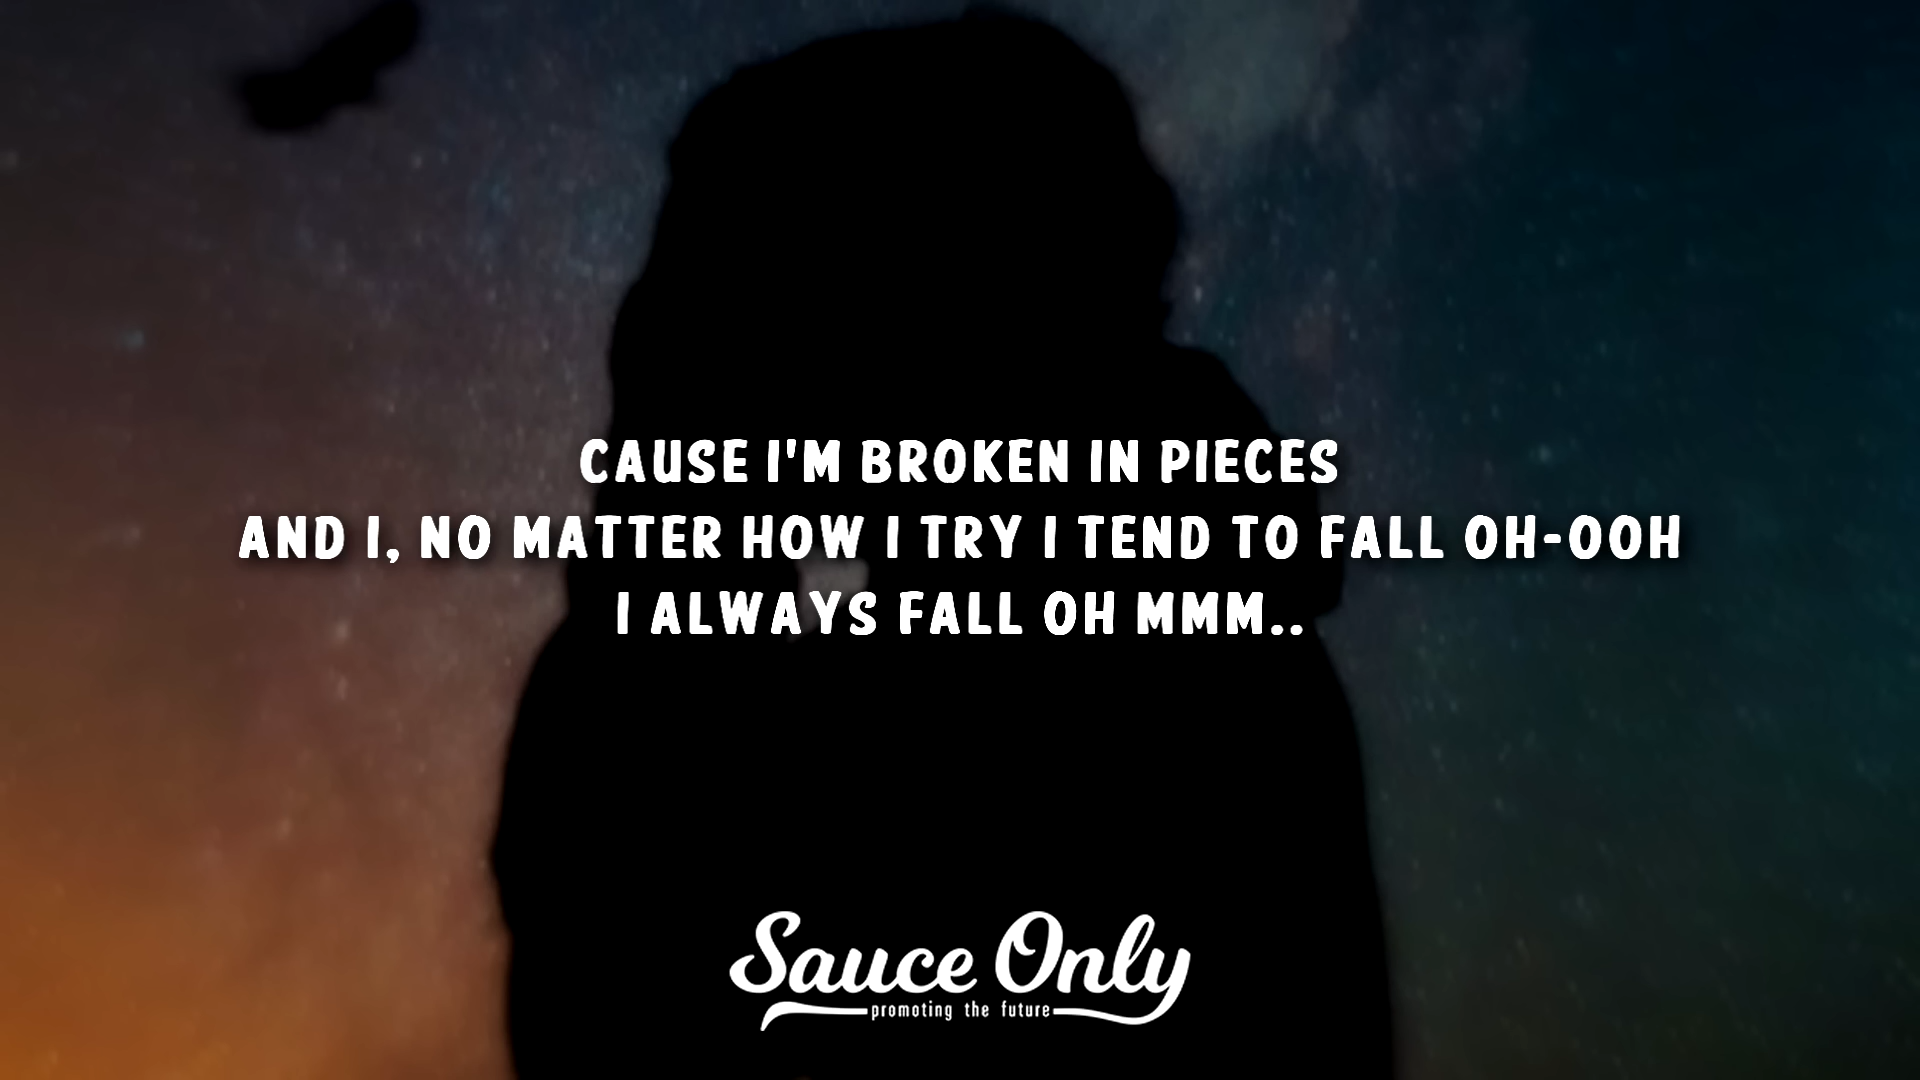 CAUSE I'M BROKEN IN PIECES
AND I, NO MATTER HOW I TRY I TEND TO FALL OH-OOH
I ALWAYS FALL OH MMM..
Sauce Only
promoting the future